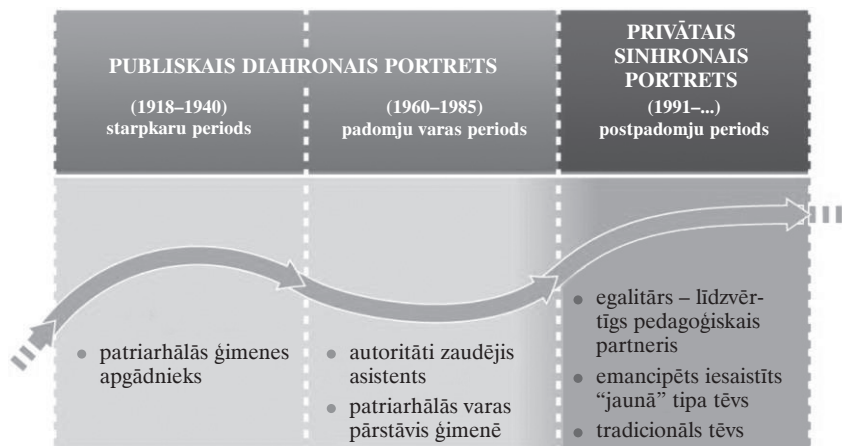 PUBLISKAIS DIAHRONAIS PORTRETS
(1918–1940)
starpkaru periods
(1960–1985)
padomju varas periods
PRIVĀTAIS
SINHRONAIS
PORTRETS
(1991–...)
postpadomju periods
• patriarhālās ģimenes
apgādnieks
• autoritāti zaudējis
asistents
• patriarhālās varas
pārstāvis ģimenē
• egalitārs – līdzvēr-
tīgs pedagoģiskais
partneris
• emancipēts iesaistīts
“jaunā” tipa tēvs
• tradicionāls tēvs